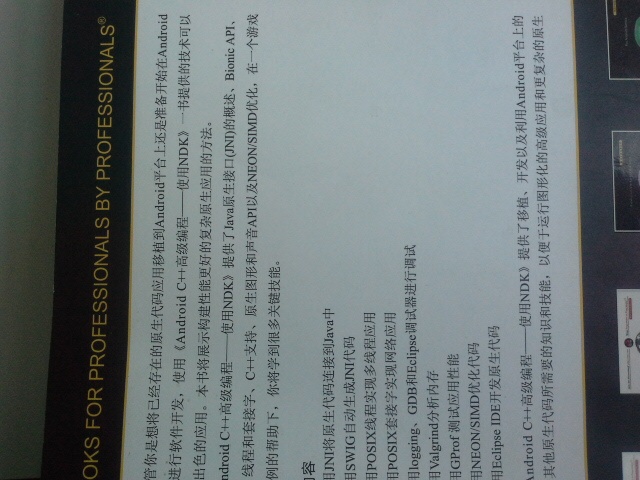 OKS FOR PROFESSIONALS BY PROFESSIONALS®
管你是想将已经存在的原生代码应用移植到Android平台上还是准备开始在Android
进行软件开发，使用《Android C++高级编程——使用NDK》一书提供的技术可以
出色的应用。本书将展示构建性能更好的复杂原生应用的方法。
ndroid C++高级编程——使用NDK》提供了Java原生接口(JNI)的概述、Bionic API、
线程和套接字、C++支持、原生图形和声音API以及NEON/SIMD优化，在一个游戏
例的帮助下，你将学到很多关键技能。
内容
用JNI将原生代码连接到Java中
用SWIG自动生成JNI代码
用POSIX线程实现多线程应用
用POSIX套接字实现网络应用
用logging、GDB和Eclipse调试器进行调试
用Valgrind分析内存
用GProf 测试应用性能
用NEON/SIMD优化代码
用Eclipse IDE开发原生代码
Android C++高级编程——使用NDK》提供了移植、开发以及利用Android平台上的
其他原生代码所需要的知识和技能，以便于运行图形化的高级应用和更复杂的原生